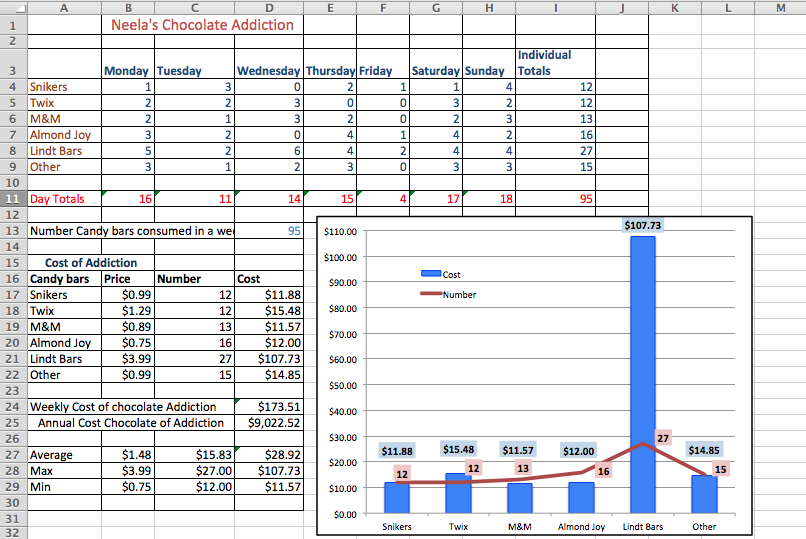 A B C D E F G H I J K L M
1 Neela's Chocolate Addiction
2
3 Monday Tuesday Wednesday Thursday Friday Saturday Sunday Individual Totals
4 Snikers 1 3 0 2 1 1 4 12
5 Twix 2 2 3 0 0 3 2 12
6 M&M 2 1 3 2 0 2 3 13
7 Almond Joy 3 2 0 4 1 4 2 16
8 Lindt Bars 5 2 6 4 2 4 4 27
9 Other 3 1 2 3 0 3 3 15
10
11 Day Totals 16 11 14 15 4 17 18 95
12
13 Number Candy bars consumed in a wee 95
14
15 Cost of Addiction
16 Candy bars Price Number Cost
17 Snikers $0.99 12 $11.88
18 Twix $1.29 12 $15.48
19 M&M $0.89 13 $11.57
20 Almond Joy $0.75 16 $12.00
21 Lindt Bars $3.99 27 $107.73
22 Other $0.99 15 $14.85
23
24 Weekly Cost of chocolate Addiction $173.51
25 Annual Cost Chocolate of Addiction $9,022.52
26
27 Average $1.48 $15.83 $28.92
28 Max $3.99 $27.00 $107.73
29 Min $0.75 $12.00 $11.57
30
31
32
$107.73
$110.00
$100.00
Cost
$90.00
Number
$80.00
$70.00
$60.00
$50.00
$40.00
$30.00
27
$11.88 $15.48 $11.57 $12.00 $14.85
$20.00
12 12 13 16 15
$10.00
$0.00
Snikers Twix M&M Almond Joy Lindt Bars Other